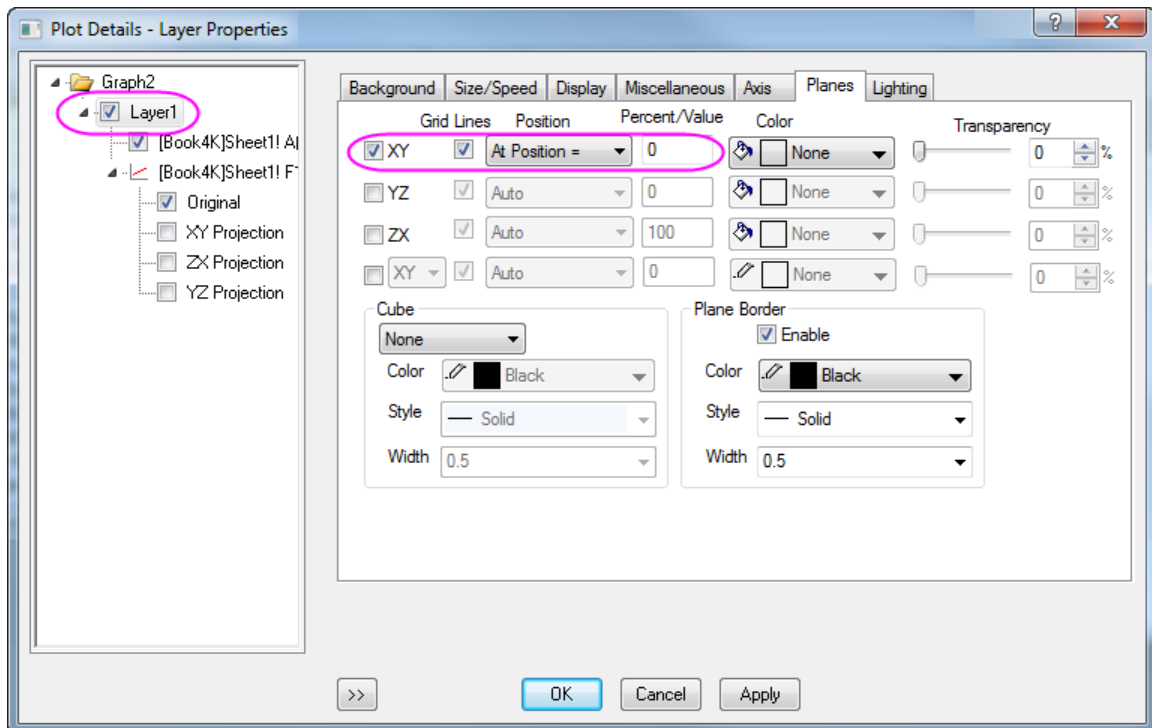 Plot Details - Layer Properties
Graph2
Layer1
[Book4K]Sheet1! A(
[Book4K]Sheet1! F
Original
XY Projection
ZX Projection
YZ Projection
Background Size/Speed Display Miscellaneous Axis Planes Lighting
Grid Lines Position Percent/Value Color Transparency
XY At Position = 0 None 0 %
YZ Auto 0 None 0 %
ZX Auto 100 None 0 %
XY Auto 0 None 0 %
Cube
None
Color Black
Style Solid
Width 0.5
Plane Border
Enable
Color Black
Style Solid
Width 0.5
>> OK Cancel Apply